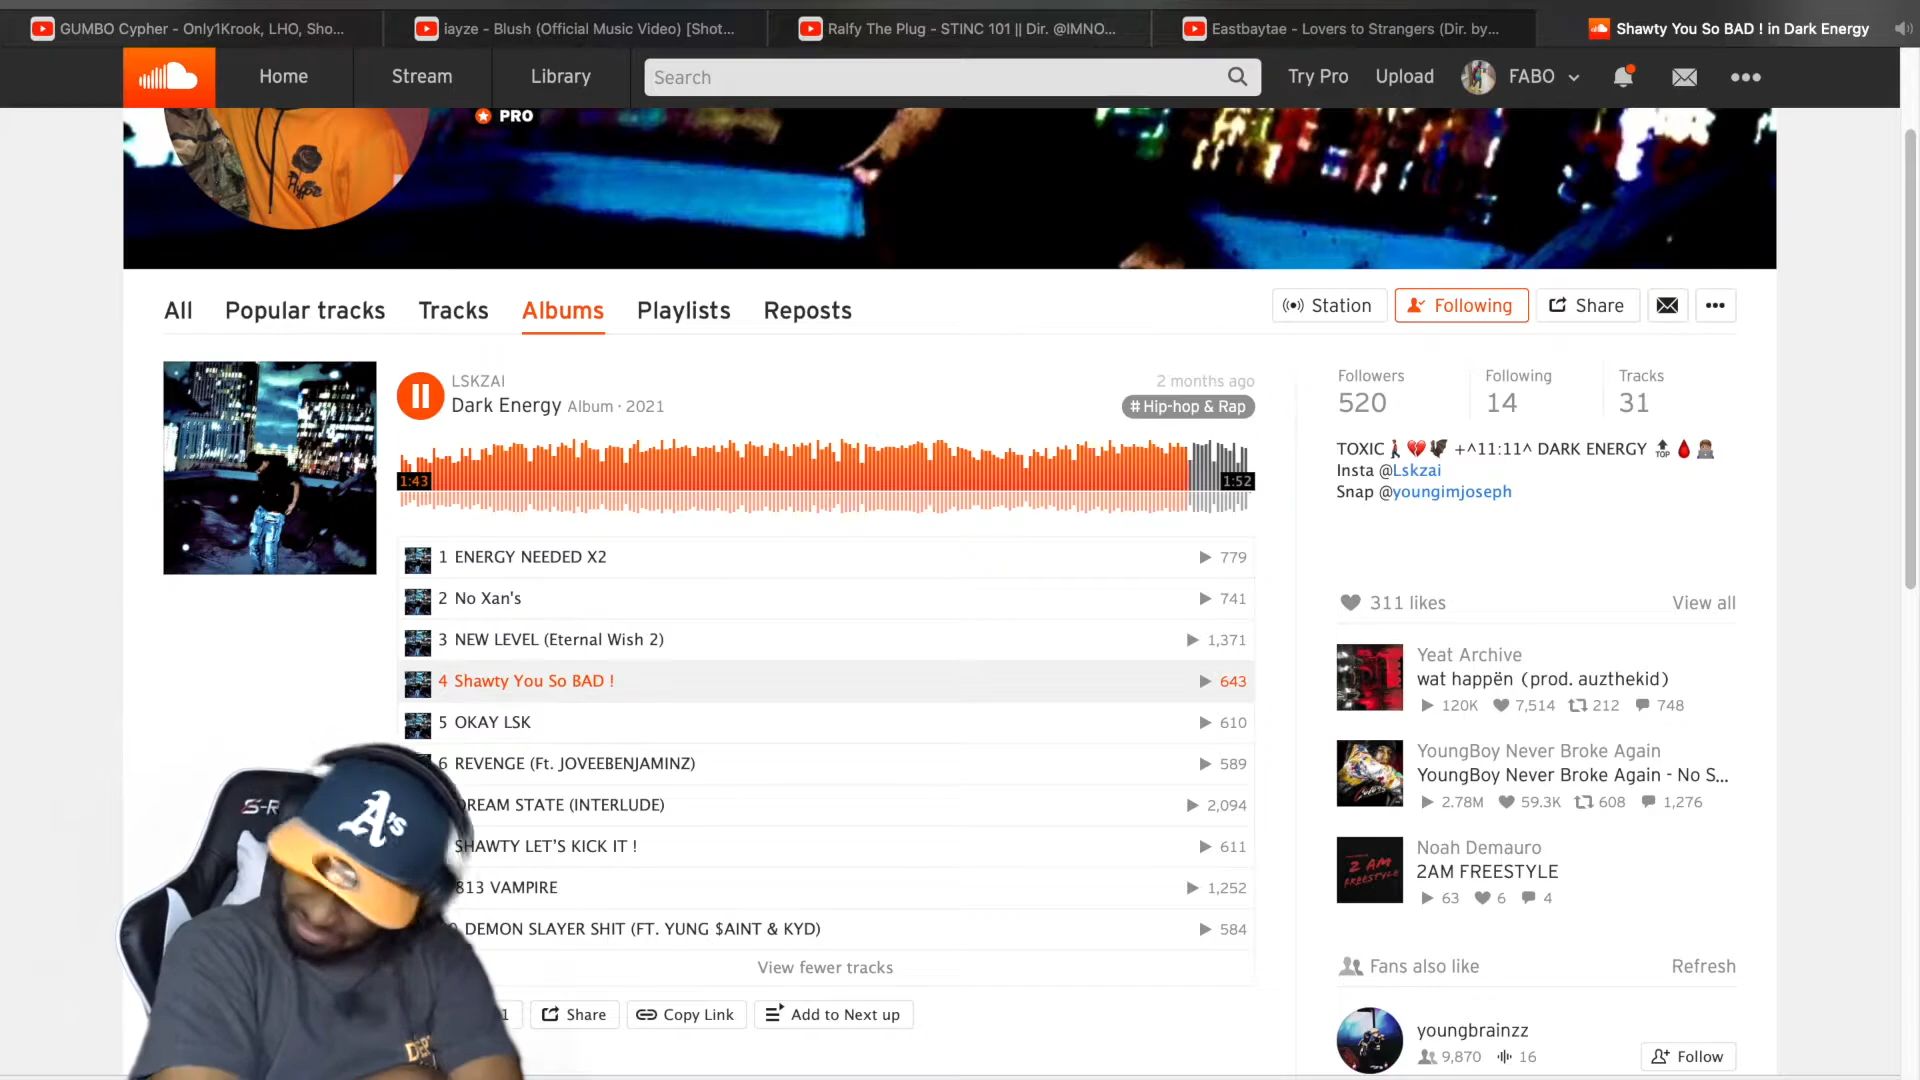 GUMBO Cypher - Only1Krook, LHO, Sho...
iayze - Blush (Official Music Video) [Shot...
Ralfy The Plug - STINC 101 || Dir. @IMNO...
Eastbaytae - Lovers to Strangers (Dir. by...
Shawty You So BAD ! in Dark Energy
Home
Stream
Library
Search
Try Pro
Upload
FABO
PRO
Hype
All
Popular tracks
Tracks
Albums
Playlists
Reposts
Station
Following
Share
LSKZAI
Dark Energy Album · 2021
2 months ago
# Hip-hop & Rap
1:43
1:52
1 ENERGY NEEDED X2 779
2 No Xan's 741
3 NEW LEVEL (Eternal Wish 2) 1,371
4 Shawty You So BAD ! 643
5 OKAY LSK 610
6 REVENGE (Ft. JOVEEBENJAMINZ) 589
DREAM STATE (INTERLUDE) 2,094
SHAWTY LET'S KICK IT ! 611
813 VAMPIRE 1,252
DEMON SLAYER SHIT (FT. YUNG $AINT & KYD) 584
View fewer tracks
1
Share
Copy Link
Add to Next up
Followers
520
Following
14
Tracks
31
TOXIC🚶💔🦇 +^11:11^ DARK ENERGY 🔝🩸👨🏽‍💻
Insta @Lskzai
Snap @youngimjoseph
311 likes
View all
Yeat Archive
wat happën (prod. auzthekid)
120K 7,514 212 748
YoungBoy Never Broke Again
YoungBoy Never Broke Again - No S...
2.78M 59.3K 608 1,276
Noah Demauro
2AM FREESTYLE
63 6 4
2 AM
FREESTYLE
Fans also like
Refresh
youngbrainzz
9,870 16
Follow
S-R
A's